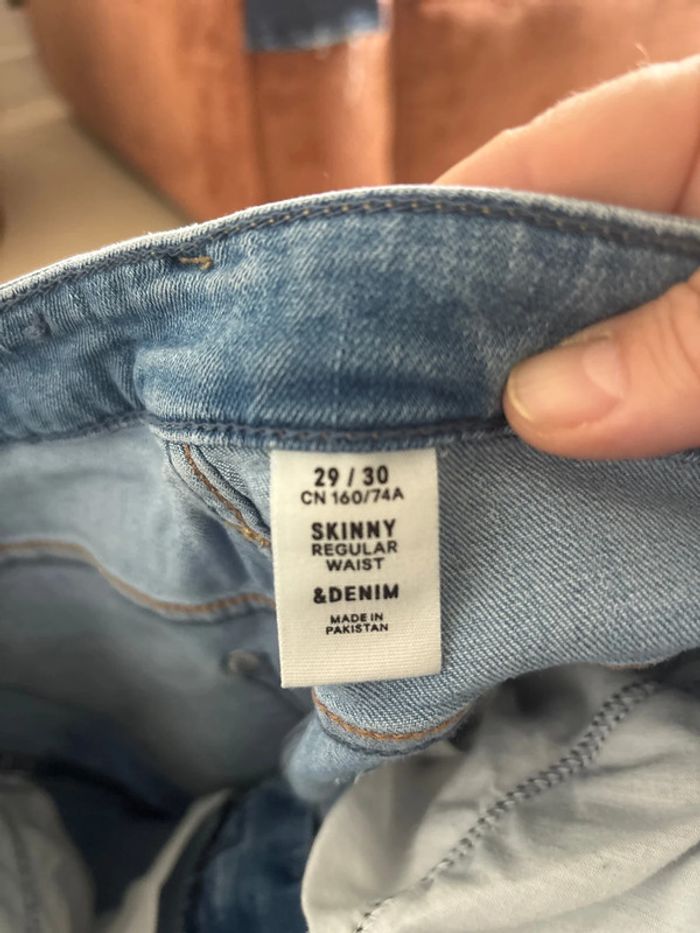 29 / 30
CN 160/74A
SKINNY
REGULAR
WAIST
&DENIM
MADE IN
PAKISTAN